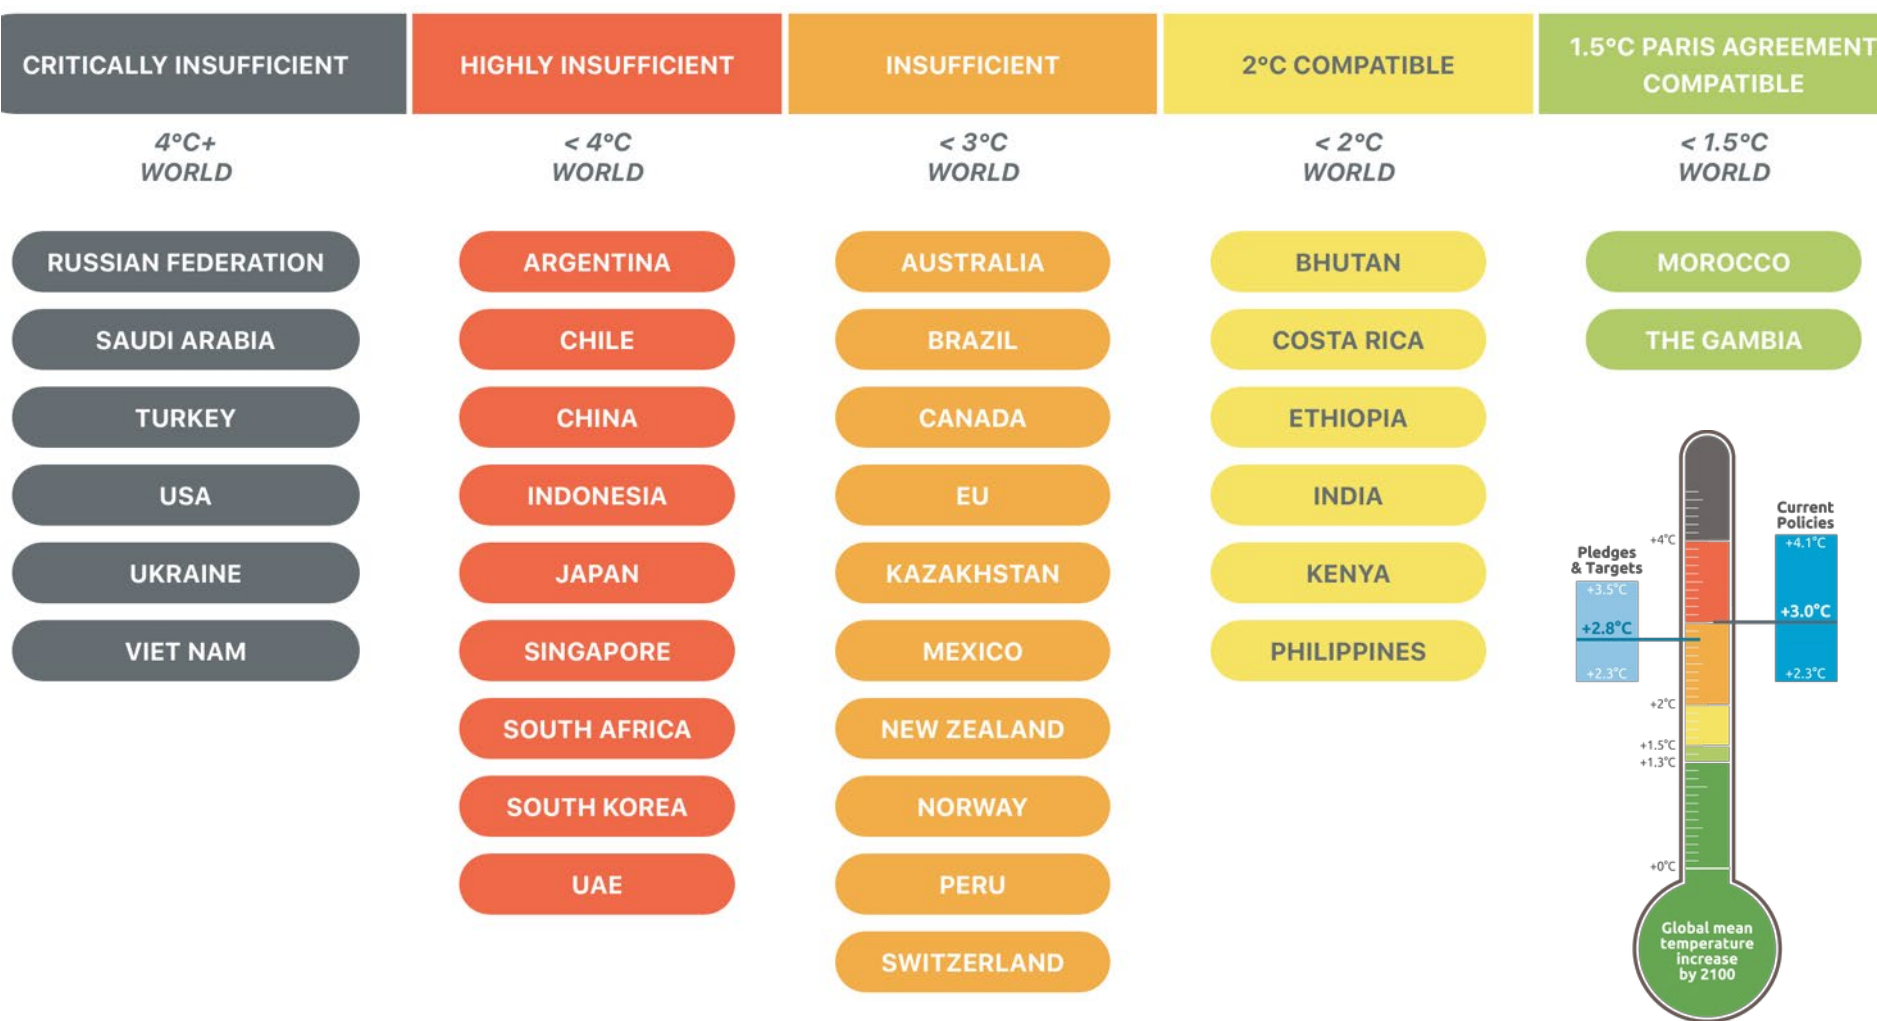 CRITICALLY INSUFFICIENT
HIGHLY INSUFFICIENT
INSUFFICIENT
2°C COMPATIBLE
1.5°C PARIS AGREEMENT
COMPATIBLE
4°C+
WORLD
< 4°C
WORLD
< 3°C
WORLD
< 2°C
WORLD
< 1.5°C
WORLD
RUSSIAN FEDERATION
SAUDI ARABIA
TURKEY
USA
UKRAINE
VIET NAM
ARGENTINA
CHILE
CHINA
INDONESIA
JAPAN
SINGAPORE
SOUTH AFRICA
SOUTH KOREA
UAE
AUSTRALIA
BRAZIL
CANADA
EU
KAZAKHSTAN
MEXICO
NEW ZEALAND
NORWAY
PERU
SWITZERLAND
BHUTAN
COSTA RICA
ETHIOPIA
INDIA
KENYA
PHILIPPINES
MOROCCO
THE GAMBIA
Pledges
& Targets
+3.5°C
+2.8°C
+2.3°C
+4°C
+2°C
+1.5°C
+1.3°C
+0°C
Current
Policies
+4.1°C
+3.0°C
+2.3°C
Global mean
temperature
increase
by 2100